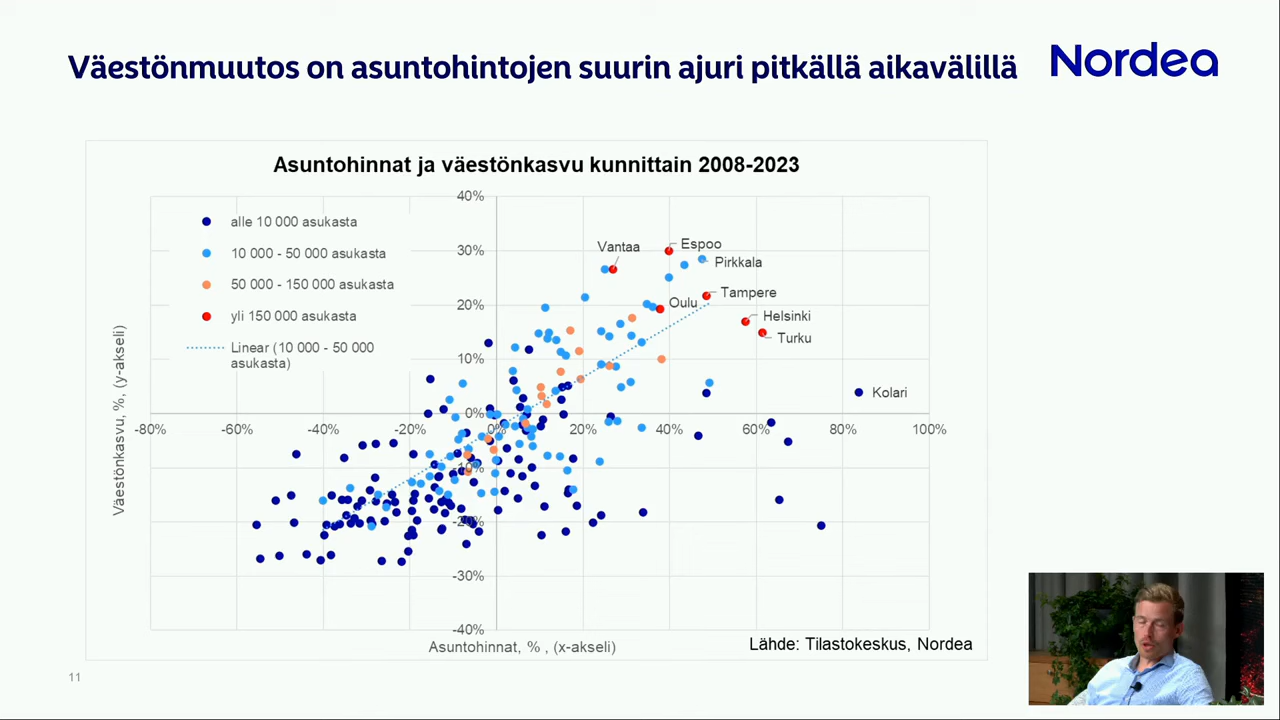 Väestönmuutos on asuntohintojen suurin ajuri pitkällä aikavälillä
Nordea
Asuntohinnat ja väestönkasvu kunnittain 2008-2023
alle 10 000 asukasta
10 000 - 50 000 asukasta
50 000 - 150 000 asukasta
yli 150 000 asukasta
Linear (10 000 - 50 000
asukasta)
Väestönkasvu, %, (y-akseli)
40%
30%
20%
10%
0%
-10%
-20%
-30%
-40%
-80%
-60%
-40%
-20%
0%
20%
40%
60%
80%
100%
Vantaa
Espoo
Pirkkala
Tampere
Oulu
Helsinki
Turku
Kolari
Asuntohinnat, % , (x-akseli)
Lähde: Tilastokeskus, Nordea
11